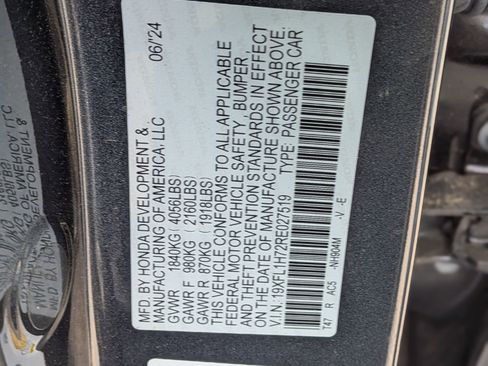 MFD. BY HONDA DEVELOPMENT &
MANUFACTURING OF AMERICA, LLC 06/'24
GVWR 1840KG (4056LBS)
GAWR F 980KG (2160LBS)
GAWR R 870KG (1918LBS)
THIS VEHICLE CONFORMS TO ALL APPLICABLE
FEDERAL MOTOR VEHICLE SAFETY, BUMPER,
AND THEFT PREVENTION STANDARDS IN EFFECT
ON THE DATE OF MANUFACTURE SHOWN ABOVE.
V.I.N: 19XFL1H72RE027519 TYPE: PASSENGER CAR
T47 R AC5 -NH904M -V -E